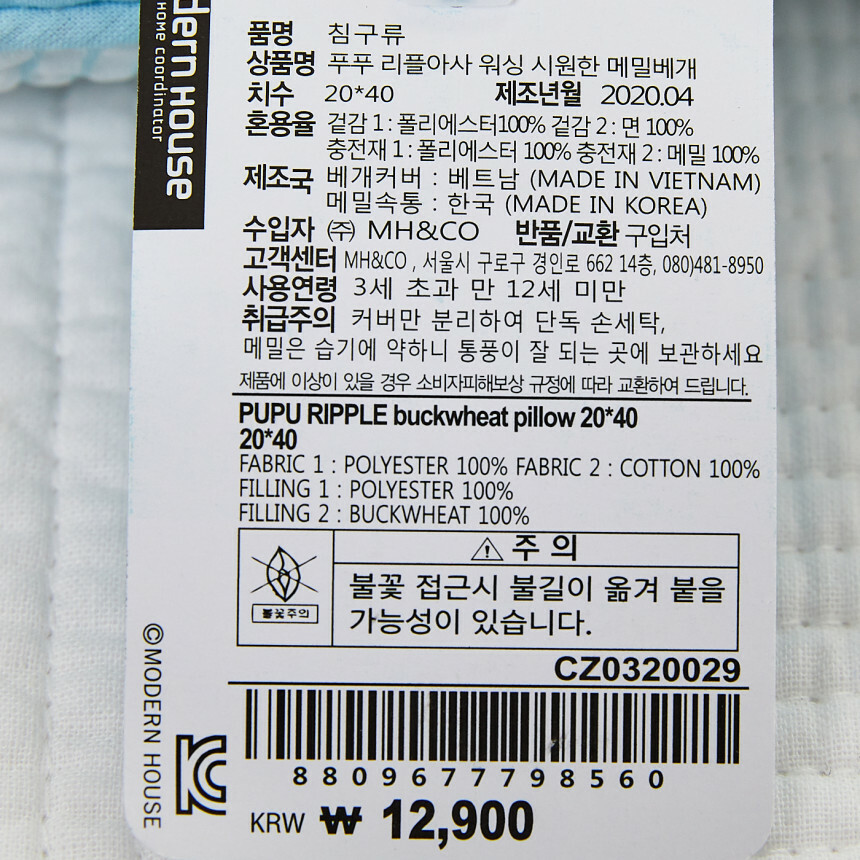 modern house
HOME coordinator
품명 침구류
상품명 푸푸 리플아사 워싱 시원한 메밀베개
치수 20*40 제조년월 2020.04
혼용율 겉감 1 : 폴리에스터100% 겉감 2 : 면 100%
충전재 1 : 폴리에스터 100% 충전재 2 : 메밀 100%
제조국 베개커버 : 베트남 (MADE IN VIETNAM)
메밀속통 : 한국 (MADE IN KOREA)
수입자 ㈜ MH&CO 반품/교환 구입처
고객센터 MH&CO , 서울시 구로구 경인로 662 14층, 080)481-8950
사용연령 3세 초과 만 12세 미만
취급주의 커버만 분리하여 단독 손세탁,
메밀은 습기에 약하니 통풍이 잘 되는 곳에 보관하세요
제품에 이상이 있을 경우 소비자피해보상 규정에 따라 교환하여 드립니다.
PUPU RIPPLE buckwheat pillow 20*40
20*40
FABRIC 1 : POLYESTER 100% FABRIC 2 : COTTON 100%
FILLING 1 : POLYESTER 100%
FILLING 2 : BUCKWHEAT 100%
주 의
불꽃주의
불꽃 접근시 불길이 옮겨 붙을
가능성이 있습니다.
CZ0320029
8809677798560
KRW ₩ 12,900
©MODERN HOUSE